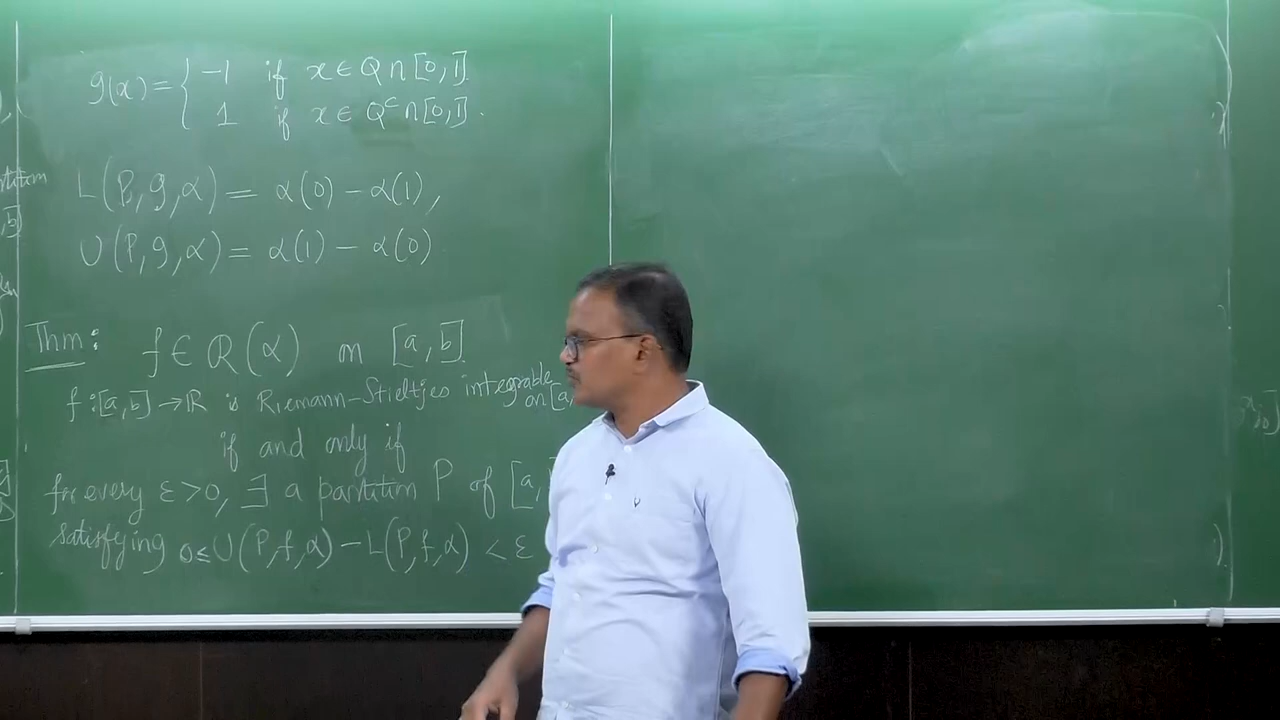 g(x) = { -1 if x ∈ Q ∩ [0,1].
1 if x ∈ Q^c ∩ [0,1].
L(P, g, α) = α(0) - α(1),
U(P, g, α) = α(1) - α(0)
Thm: f ∈ R(α) on [a, b]
f: [a, b] → R is Riemann-Stieltjes integrable on [a,
if and only if
for every ε > 0, ∃ a partition P of [a,
satisfying 0 ≤ U(P, f, α) - L(P, f, α) < ε